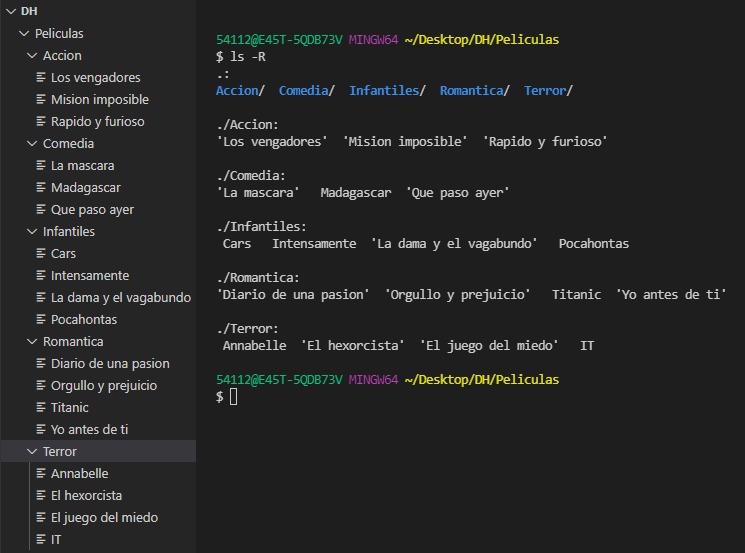 DH
Peliculas
Accion
Los vengadores
Mision imposible
Rapido y furioso
Comedia
La mascara
Madagascar
Que paso ayer
Infantiles
Cars
Intensamente
La dama y el vagabundo
Pocahontas
Romantica
Diario de una pasion
Orgullo y prejuicio
Titanic
Yo antes de ti
Terror
Annabelle
El hexorcista
El juego del miedo
IT
54112@E45T-5QDB73V MINGW64 ~/Desktop/DH/Peliculas
$ ls -R
.:
Accion/  Comedia/  Infantiles/  Romantica/  Terror/
./Accion:
'Los vengadores'  'Mision imposible'  'Rapido y furioso'
./Comedia:
'La mascara'   Madagascar  'Que paso ayer'
./Infantiles:
Cars   Intensamente  'La dama y el vagabundo'   Pocahontas
./Romantica:
'Diario de una pasion'  'Orgullo y prejuicio'   Titanic  'Yo antes de ti'
./Terror:
Annabelle  'El hexorcista'  'El juego del miedo'   IT
54112@E45T-5QDB73V MINGW64 ~/Desktop/DH/Peliculas
$